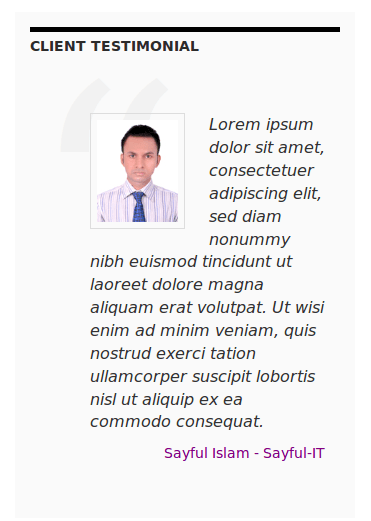 CLIENT TESTIMONIAL
Lorem ipsum
dolor sit amet,
consectetuer
adipiscing elit,
sed diam
nonummy
nibh euismod tincidunt ut
laoreet dolore magna
aliquam erat volutpat. Ut wisi
enim ad minim veniam, quis
nostrud exerci tation
ullamcorper suscipit lobortis
nisl ut aliquip ex ea
commodo consequat.
Sayful Islam - Sayful-IT